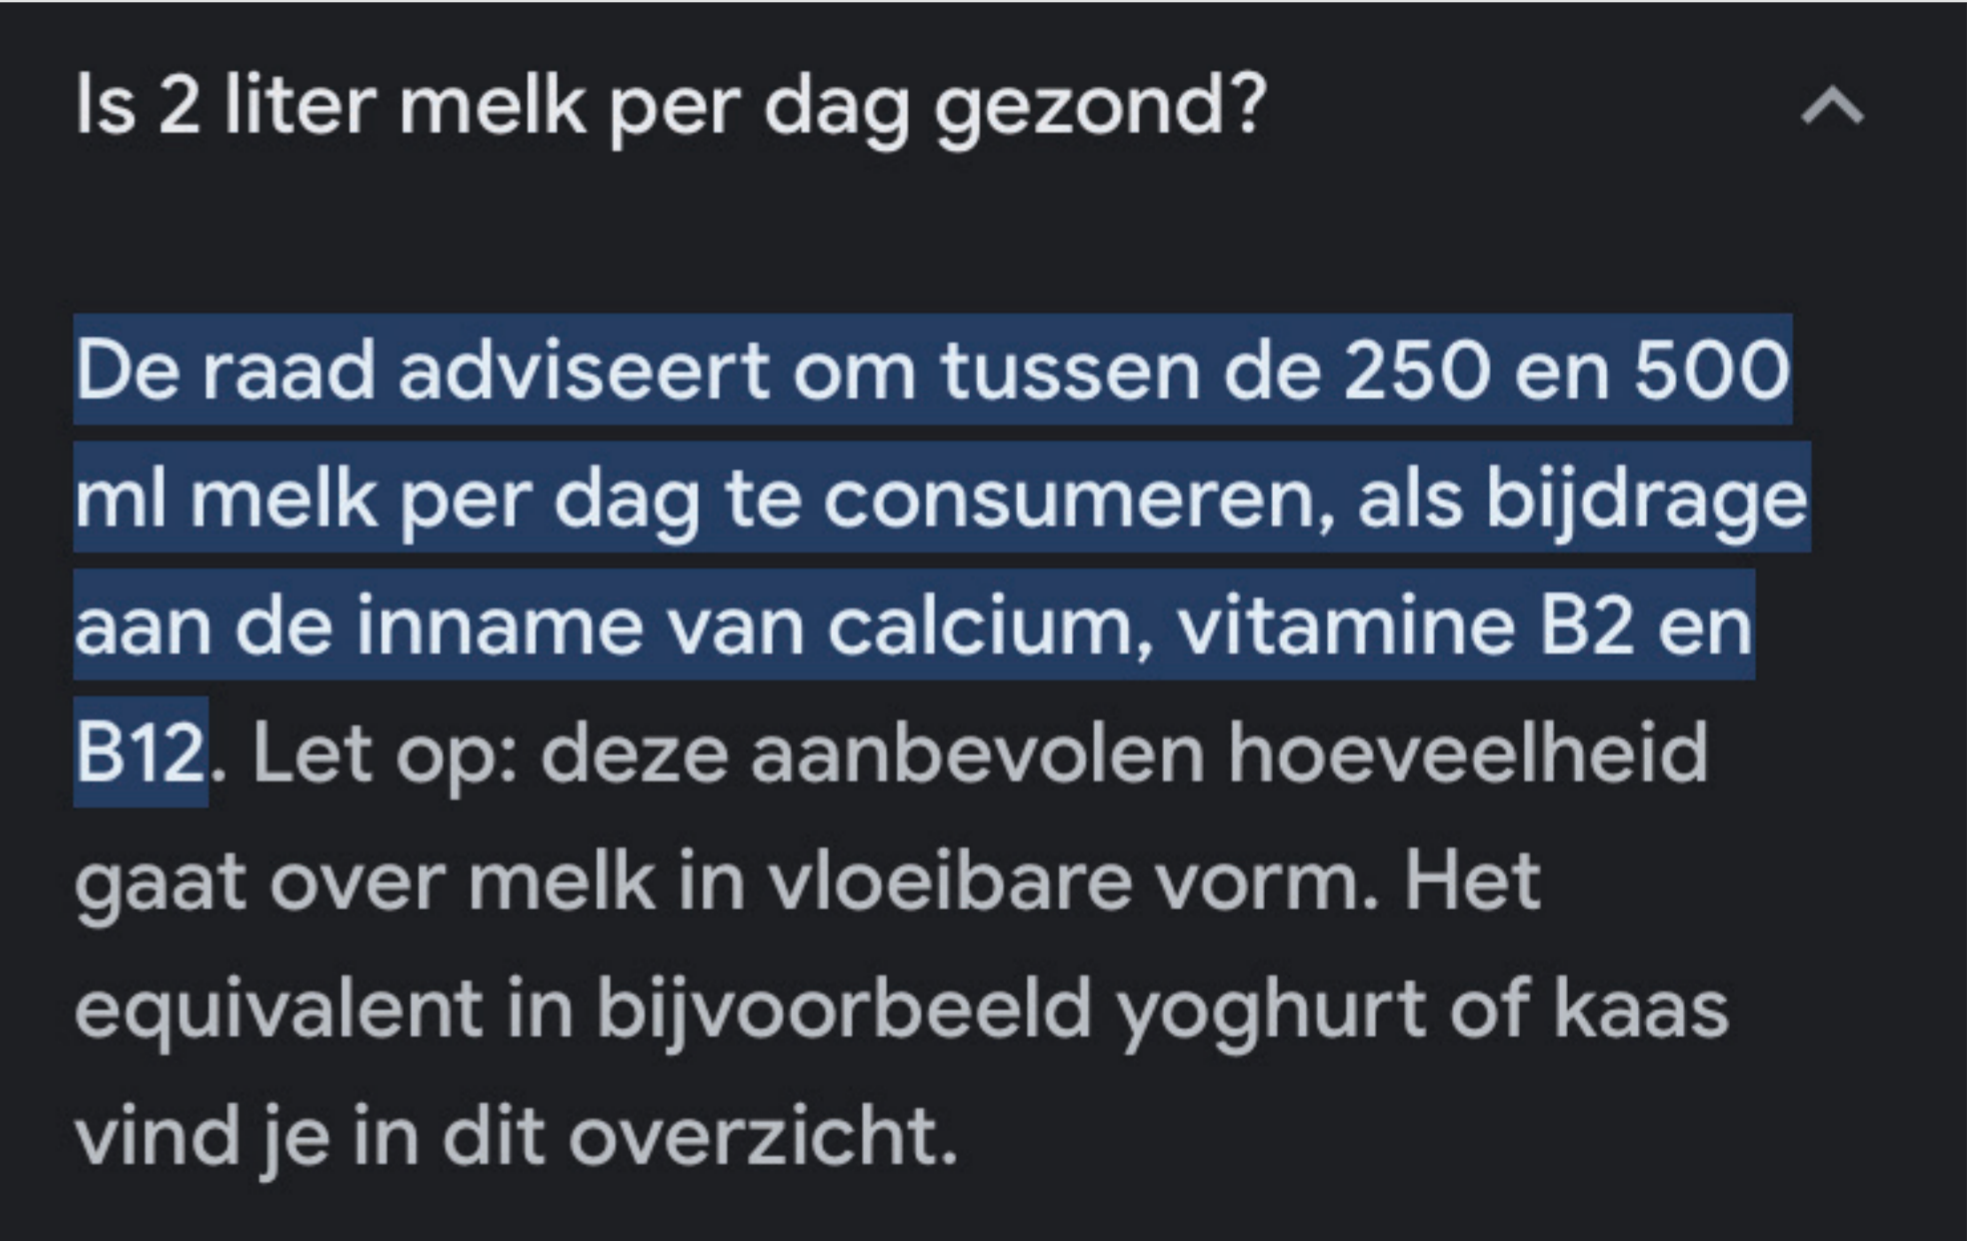 Is 2 liter melk per dag gezond?
De raad adviseert om tussen de 250 en 500
ml melk per dag te consumeren, als bijdrage
aan de inname van calcium, vitamine B2 en
B12. Let op: deze aanbevolen hoeveelheid
gaat over melk in vloeibare vorm. Het
equivalent in bijvoorbeeld yoghurt of kaas
vind je in dit overzicht.